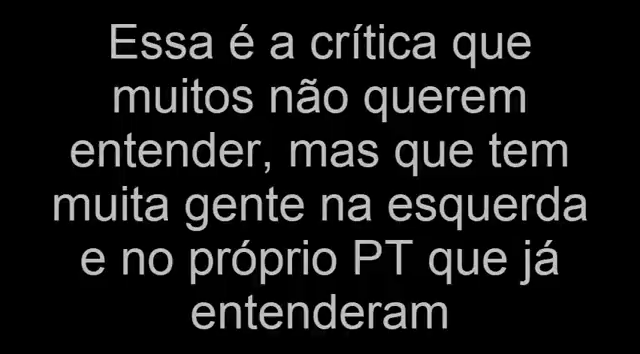 Essa é a crítica que
muitos não querem
entender, mas que tem
muita gente na esquerda
e no próprio PT que já
entenderam